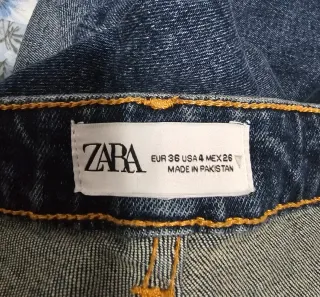 ZARA
EUR 36 USA 4 MEX 26
MADE IN PAKISTAN